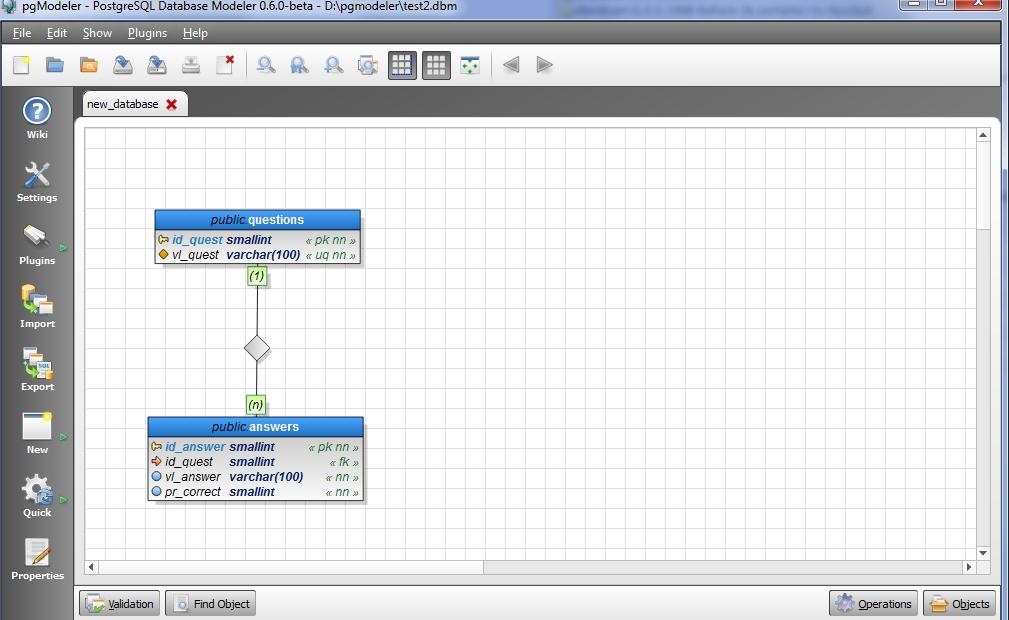 pgModeler - PostgreSQL Database Modeler 0.6.0-beta - D:\pgmodeler\test2.dbm
File Edit Show Plugins Help
new_database
Wiki
Settings
Plugins
Import
Export
New
Quick
Properties
public questions
id_quest smallint « pk nn »
vl_quest varchar(100) « uq nn »
(1)
(n)
public answers
id_answer smallint « pk nn »
id_quest smallint « fk »
vl_answer varchar(100) « nn »
pr_correct smallint « nn »
Validation Find Object Operations Objects